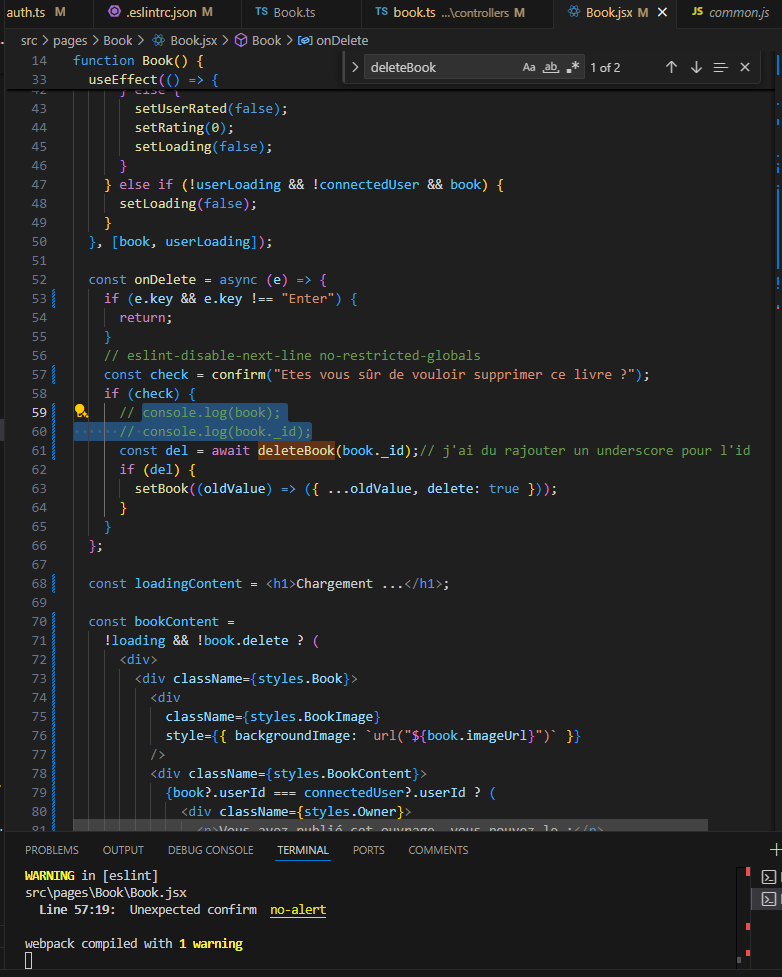 auth.ts M .eslintrc.json M TS Book.ts TS book.ts ...\controllers M Book.jsx M JS common.js
src > pages > Book > Book.jsx > Book > onDelete
deleteBook Aa ab .* 1 of 2
14 function Book() {
33 useEffect(() => {
42 } else {
43 setUserRated(false);
44 setRating(0);
45 setLoading(false);
46 }
47 } else if (!userLoading && !connectedUser && book) {
48 setLoading(false);
49 }
50 }, [book, userLoading]);
51
52 const onDelete = async (e) => {
53 if (e.key && e.key !== "Enter") {
54 return;
55 }
56 // eslint-disable-next-line no-restricted-globals
57 const check = confirm("Etes vous sûr de vouloir supprimer ce livre ?");
58 if (check) {
59 // console.log(book);
60 // console.log(book._id);
61 const del = await deleteBook(book._id);// j'ai du rajouter un underscore pour l'id
62 if (del) {
63 setBook((oldValue) => ({ ...oldValue, delete: true }));
64 }
65 }
66 };
67
68 const loadingContent = <h1>Chargement ...</h1>;
69
70 const bookContent =
71 !loading && !book.delete ? (
72 <div>
73 <div className={styles.Book}>
74 <div
75 className={styles.BookImage}
76 style={{ backgroundImage: `url("${book.imageUrl}")` }}
77 />
78 <div className={styles.BookContent}>
79 {book?.userId === connectedUser?.userId ? (
80 <div className={styles.Owner}>
81 <p>Vous avez publié cet ouvrage, vous pouvez le :</p>
PROBLEMS OUTPUT DEBUG CONSOLE TERMINAL PORTS COMMENTS
WARNING in [eslint]
src\pages\Book\Book.jsx
Line 57:19: Unexpected confirm no-alert
webpack compiled with 1 warning